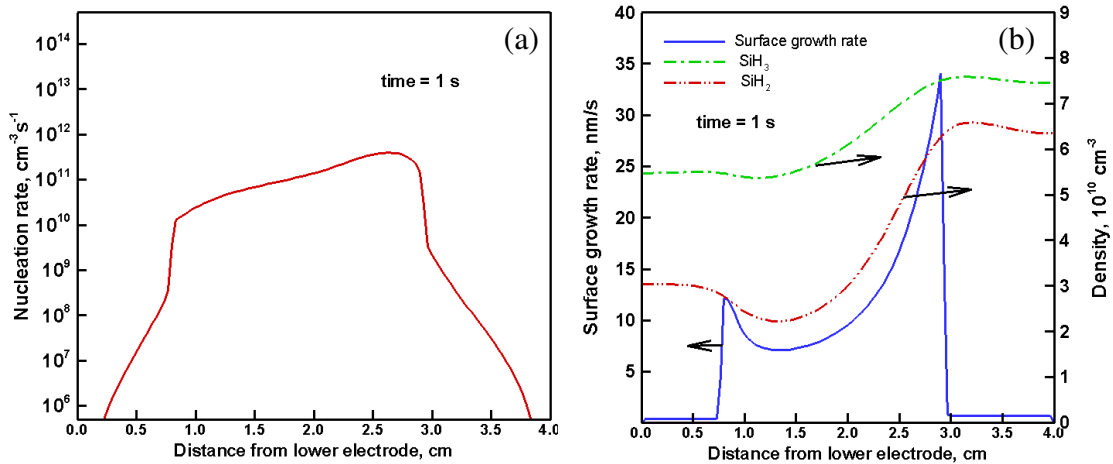 (a)
time = 1 s
Nucleation rate, cm⁻³s⁻¹
10¹⁴
10¹³
10¹²
10¹¹
10¹⁰
10⁹
10⁸
10⁷
10⁶
0.0 0.5 1.0 1.5 2.0 2.5 3.0 3.5 4.0
Distance from lower electrode, cm
(b)
Surface growth rate
SiH₃
SiH₂
time = 1 s
Surface growth rate, nm/s
40
35
30
25
20
15
10
5
0.0 0.5 1.0 1.5 2.0 2.5 3.0 3.5 4.0
Distance from lower electrode, cm
9
8
7
6
5
4
3
2
1
0
Density, 10¹⁰ cm⁻³